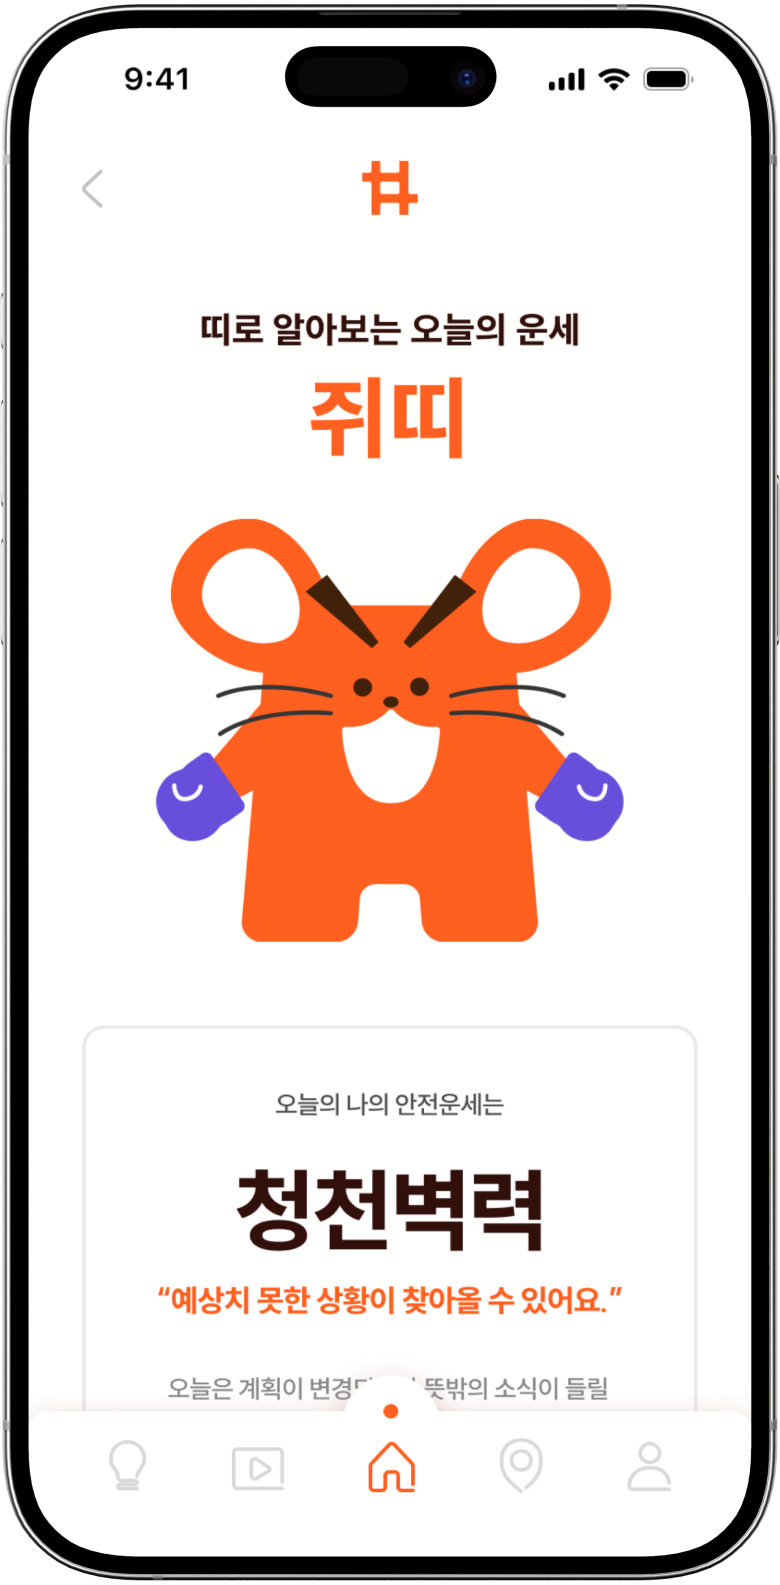 9:41
띠로 알아보는 오늘의 운세
쥐띠
오늘의 나의 안전운세는
청천벽력
“예상치 못한 상황이 찾아올 수 있어요.”
오늘은 계획이 뜻밖의 소식이 들릴